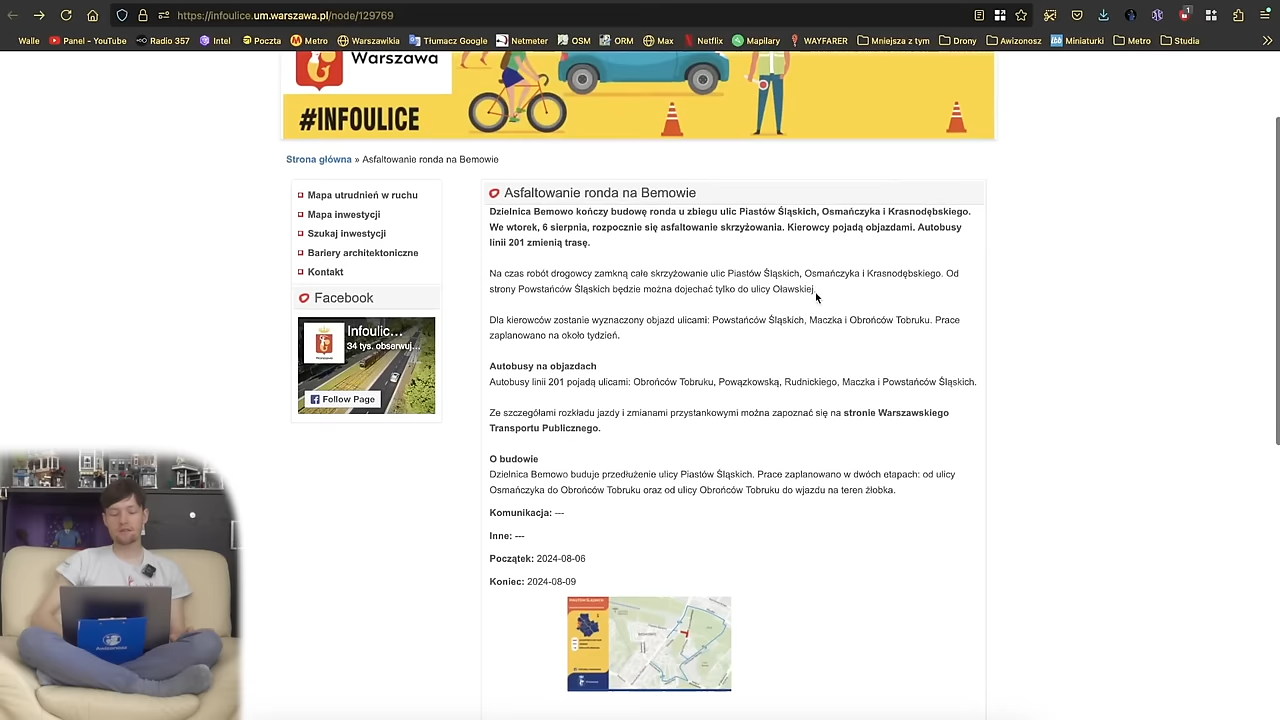 https://infoulice.um.warszawa.pl/node/129769
Walle
Panel - YouTube
Radio 357
Intel
Poczta
Metro
Warszawikia
Tłumacz Google
Netmeter
OSM
ORM
Max
Netflix
Mapilary
WAYFARER
Mniejsza z tym
Drony
Awizonosz
Miniaturki
Metro
Studia
Warszawa
#INFOULICE
Strona główna » Asfaltowanie ronda na Bemowie
Mapa utrudnień w ruchu
Mapa inwestycji
Szukaj inwestycji
Bariery architektoniczne
Kontakt
Facebook
Infoulic...
34 tys. obserwuj...
Follow Page
Asfaltowanie ronda na Bemowie
Dzielnica Bemowo kończy budowę ronda u zbiegu ulic Piastów Śląskich, Osmańczyka i Krasnodębskiego.
We wtorek, 6 sierpnia, rozpocznie się asfaltowanie skrzyżowania. Kierowcy pojadą objazdami. Autobusy
linii 201 zmienią trasę.
Na czas robót drogowcy zamkną całe skrzyżowanie ulic Piastów Śląskich, Osmańczyka i Krasnodębskiego. Od
strony Powstańców Śląskich będzie można dojechać tylko do ulicy Oławskiej.
Dla kierowców zostanie wyznaczony objazd ulicami: Powstańców Śląskich, Maczka i Obrońców Tobruku. Prace
zaplanowano na około tydzień.
Autobusy na objazdach
Autobusy linii 201 pojadą ulicami: Obrońców Tobruku, Powązkowską, Rudnickiego, Maczka i Powstańców Śląskich.
Ze szczegółami rozkładu jazdy i zmianami przystankowymi można zapoznać się na stronie Warszawskiego
Transportu Publicznego.
O budowie
Dzielnica Bemowo buduje przedłużenie ulicy Piastów Śląskich. Prace zaplanowano w dwóch etapach: od ulicy
Osmańczyka do Obrońców Tobruku oraz od ulicy Obrońców Tobruku do wjazdu na teren żłobka.
Komunikacja: ---
Inne: ---
Początek: 2024-08-06
Koniec: 2024-08-09